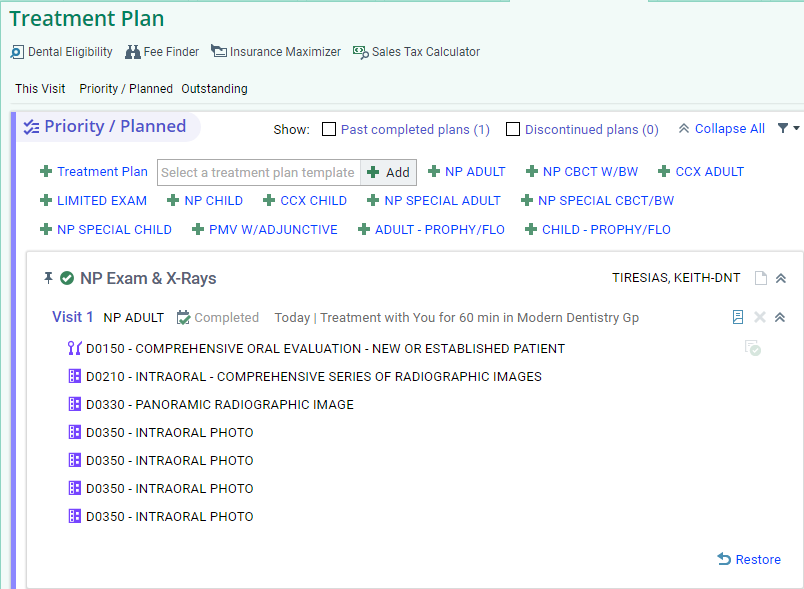 Treatment Plan
Dental Eligibility Fee Finder Insurance Maximizer Sales Tax Calculator
This Visit Priority / Planned Outstanding
Priority / Planned
Show: Past completed plans (1) Discontinued plans (0) Collapse All
Treatment Plan Select a treatment plan template Add NP ADULT NP CBCT W/BW CCX ADULT
LIMITED EXAM NP CHILD CCX CHILD NP SPECIAL ADULT NP SPECIAL CBCT/BW
NP SPECIAL CHILD PMV W/ADJUNCTIVE ADULT - PROPHY/FLO CHILD - PROPHY/FLO
NP Exam & X-Rays TIRESIAS, KEITH-DNT
Visit 1 NP ADULT Completed Today | Treatment with You for 60 min in Modern Dentistry Gp
D0150 - COMPREHENSIVE ORAL EVALUATION - NEW OR ESTABLISHED PATIENT
D0210 - INTRAORAL - COMPREHENSIVE SERIES OF RADIOGRAPHIC IMAGES
D0330 - PANORAMIC RADIOGRAPHIC IMAGE
D0350 - INTRAORAL PHOTO
D0350 - INTRAORAL PHOTO
D0350 - INTRAORAL PHOTO
D0350 - INTRAORAL PHOTO
Restore